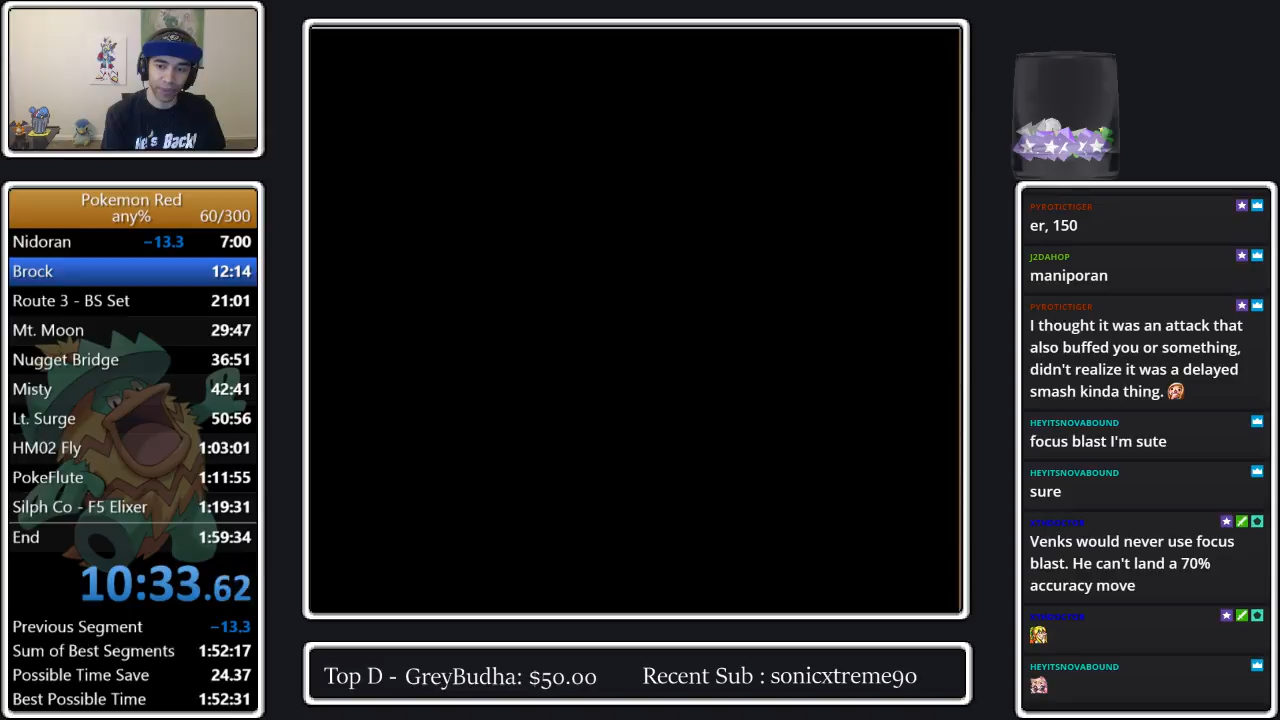 He's Back!
Pokemon Red
any% 60/300
Nidoran −13.3 7:00
Brock 12:14
Route 3 - BS Set 21:01
Mt. Moon 29:47
Nugget Bridge 36:51
Misty 42:41
Lt. Surge 50:56
HM02 Fly 1:03:01
PokeFlute 1:11:55
Silph Co - F5 Elixer 1:19:31
End 1:59:34
10:33.62
Previous Segment −13.3
Sum of Best Segments 1:52:17
Possible Time Save 24.37
Best Possible Time 1:52:31
Top D - GreyBudha: $50.00 Recent Sub : sonicxtreme90
PYROTICTIGER
er, 150
J2DAHOP
maniporan
PYROTICTIGER
I thought it was an attack that
also buffed you or something,
didn't realize it was a delayed
smash kinda thing.
HEYITSNOVABOUND
focus blast I'm sute
HEYITSNOVABOUND
sure
Venks would never use focus
blast. He can't land a 70%
accuracy move
HEYITSNOVABOUND